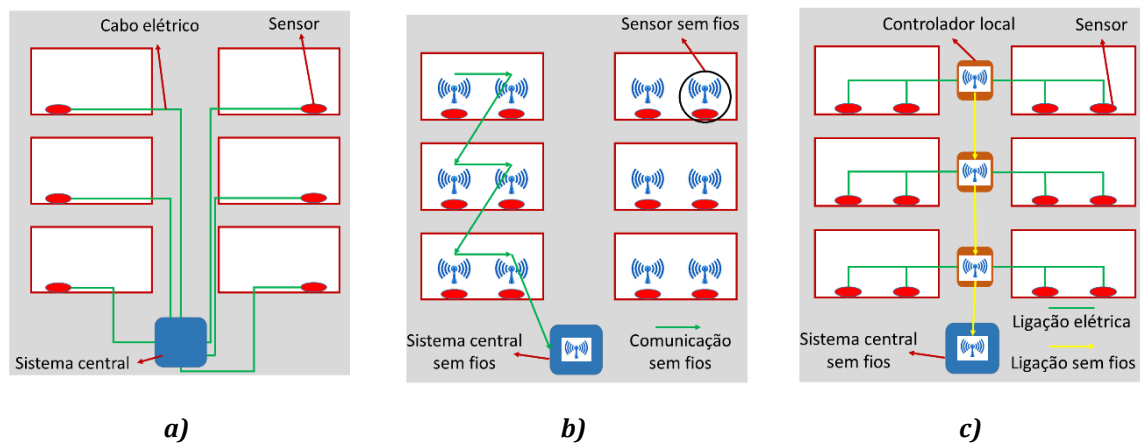 Cabo elétrico
Sensor
Sistema central
a)
Sensor sem fios
Sistema central
sem fios
Comunicação
sem fios
b)
Controlador local
Sensor
Ligação elétrica
Sistema central
sem fios
Ligação sem fios
c)